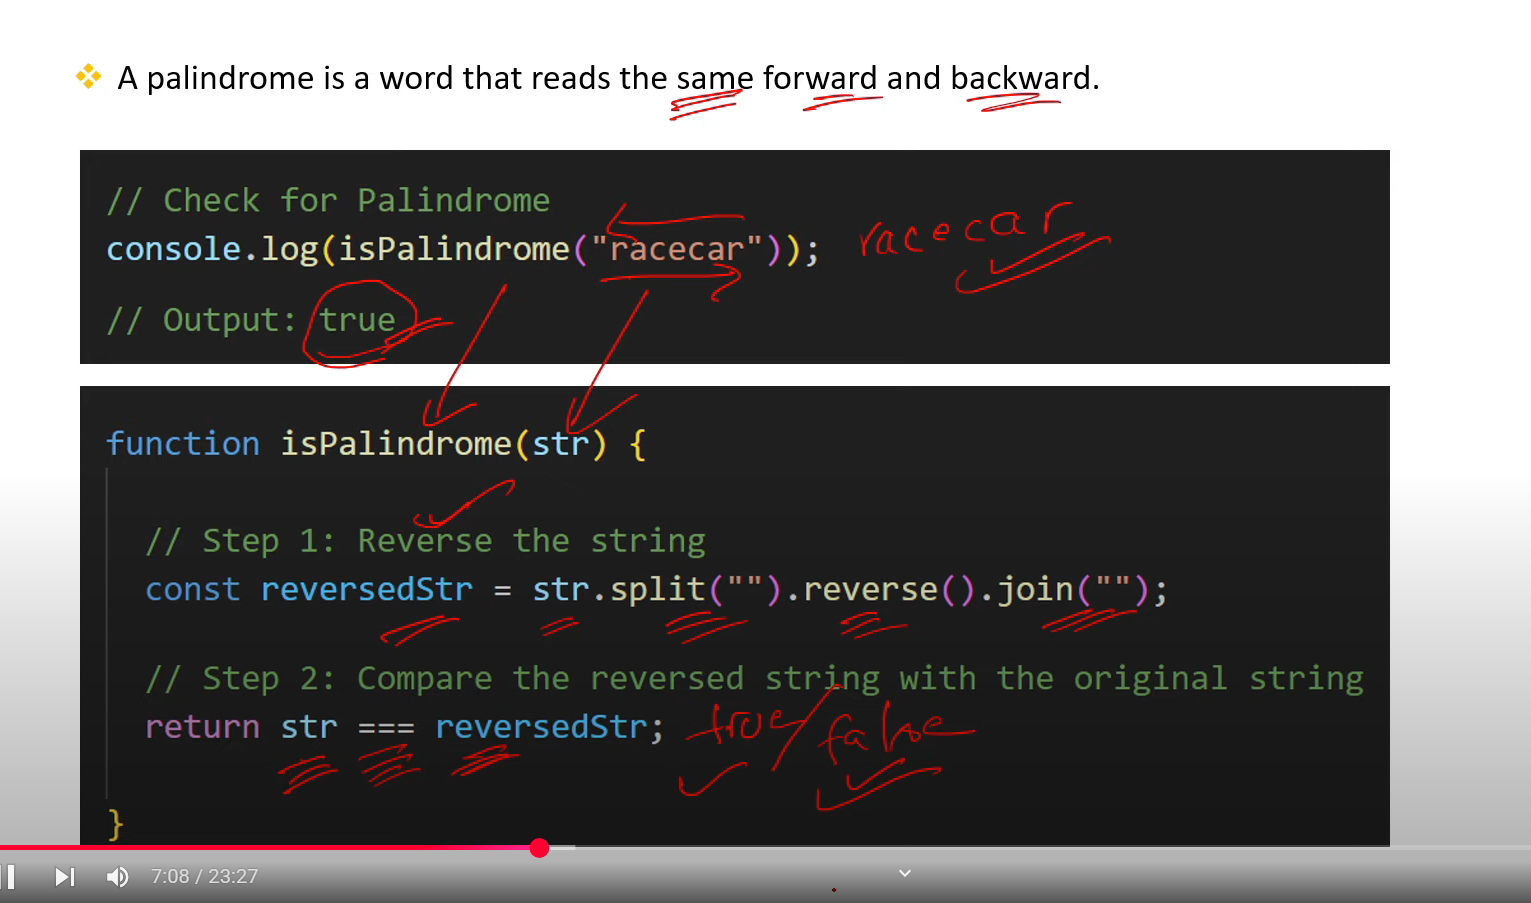 A palindrome is a word that reads the same forward and backward.
// Check for Palindrome
console.log(isPalindrome("racecar")); racecar
// Output: true
function isPalindrome(str) {
// Step 1: Reverse the string
const reversedStr = str.split("").reverse().join("");
// Step 2: Compare the reversed string with the original string
return str === reversedStr; true/false
}
7:08 / 23:27